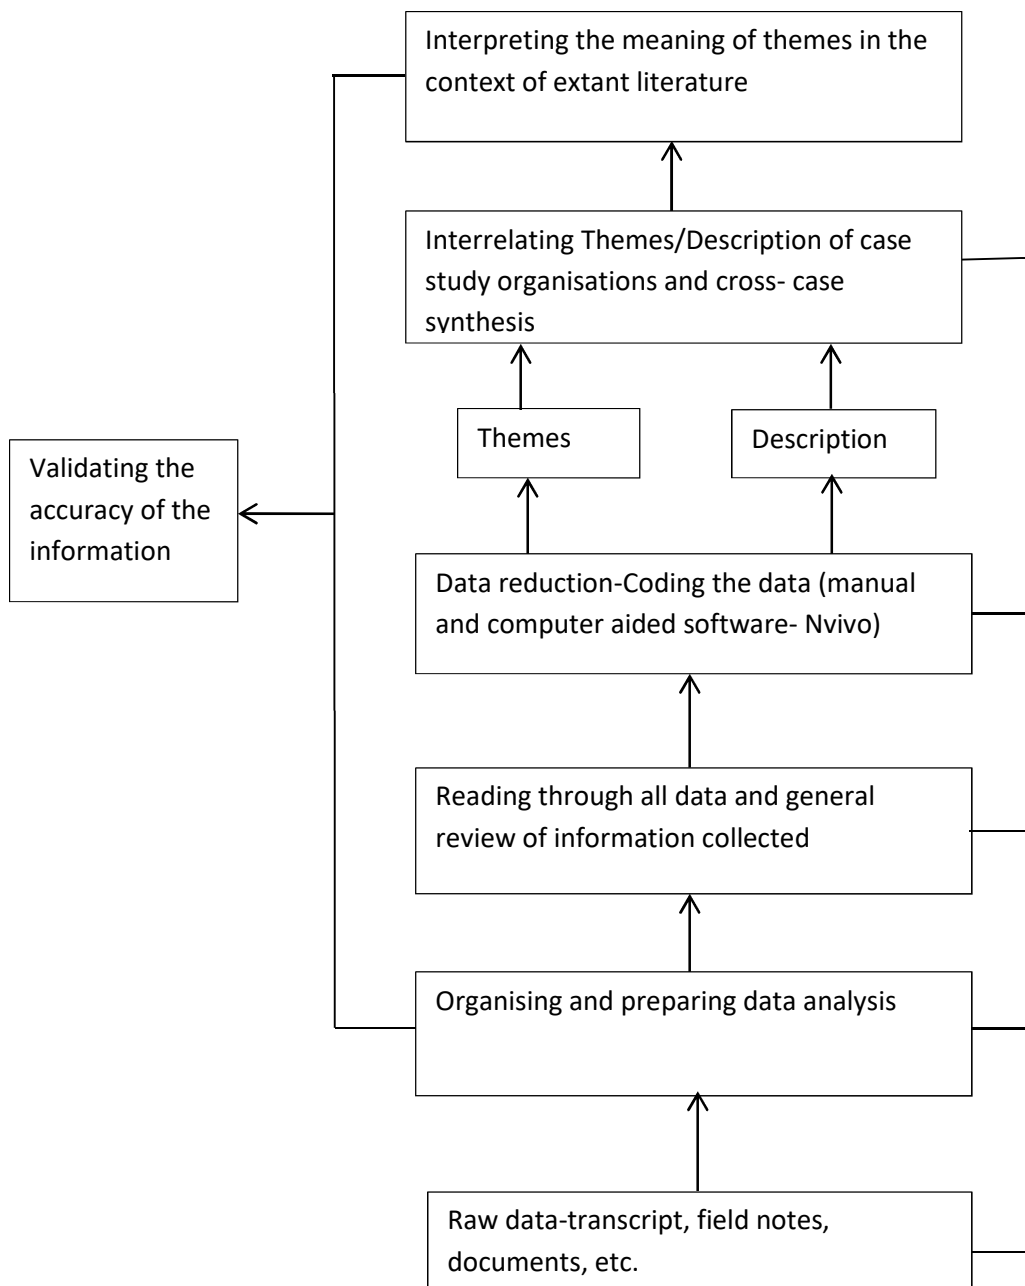 Interpreting the meaning of themes in the
context of extant literature
Interrelating Themes/Description of case
study organisations and cross- case
synthesis
Themes
Description
Validating the
accuracy of the
information
Data reduction-Coding the data (manual
and computer aided software- Nvivo)
Reading through all data and general
review of information collected
Organising and preparing data analysis
Raw data-transcript, field notes,
documents, etc.